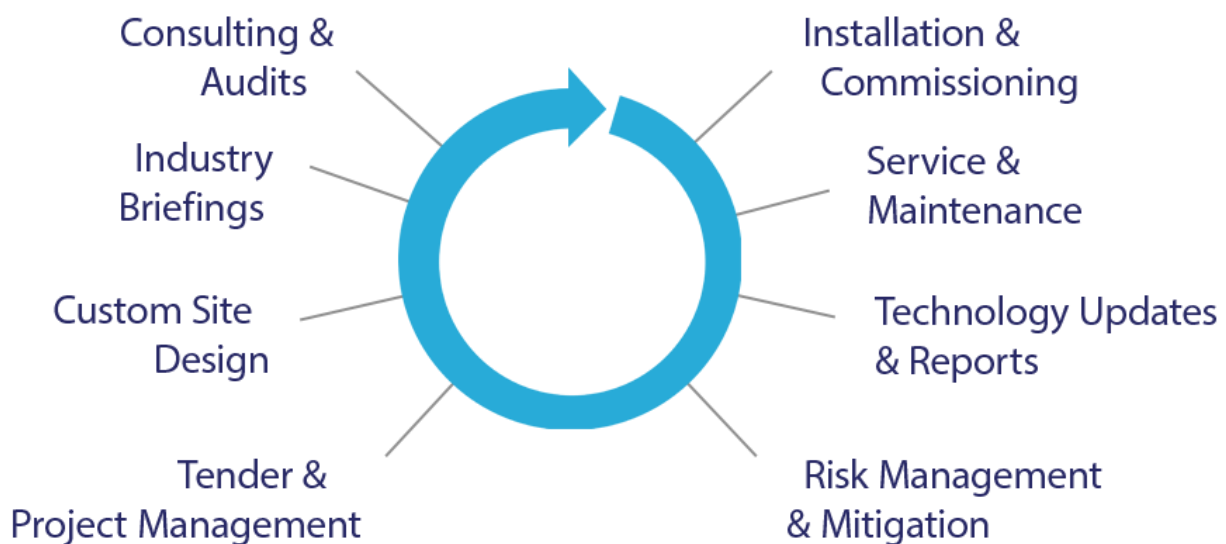 Consulting &
Audits
Industry
Briefings
Custom Site
Design
Tender &
Project Management
Installation &
Commissioning
Service &
Maintenance
Technology Updates
& Reports
Risk Management
& Mitigation